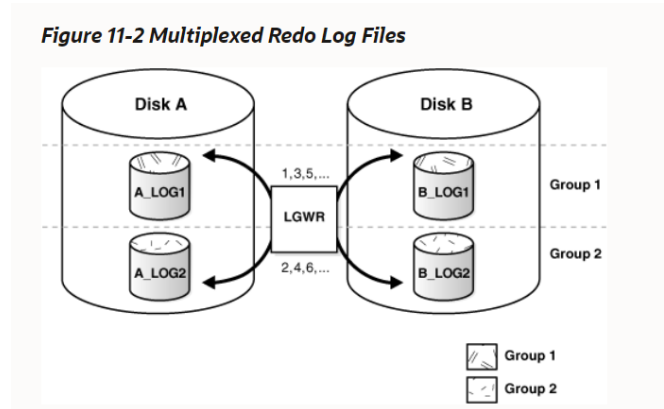 Figure 11-2 Multiplexed Redo Log Files
Disk A
Disk B
1,3,5,...
A_LOG1
B_LOG1
Group 1
LGWR
Group 2
2,4,6,...
A_LOG2
B_LOG2
Group 1
Group 2